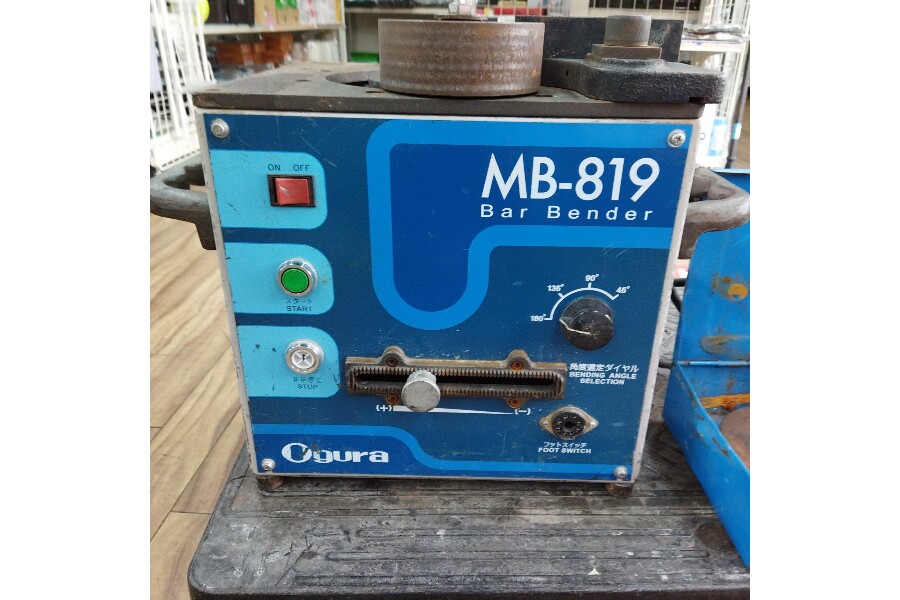 MB-819
Bar Bender
ON OFF
スタート
START
非常停止
STOP
90°
135° 45°
180°
角度選定ダイヤル
BENDING ANGLE
SELECTION
(+) (-)
フットスイッチ
FOOT SWITCH
Ogura